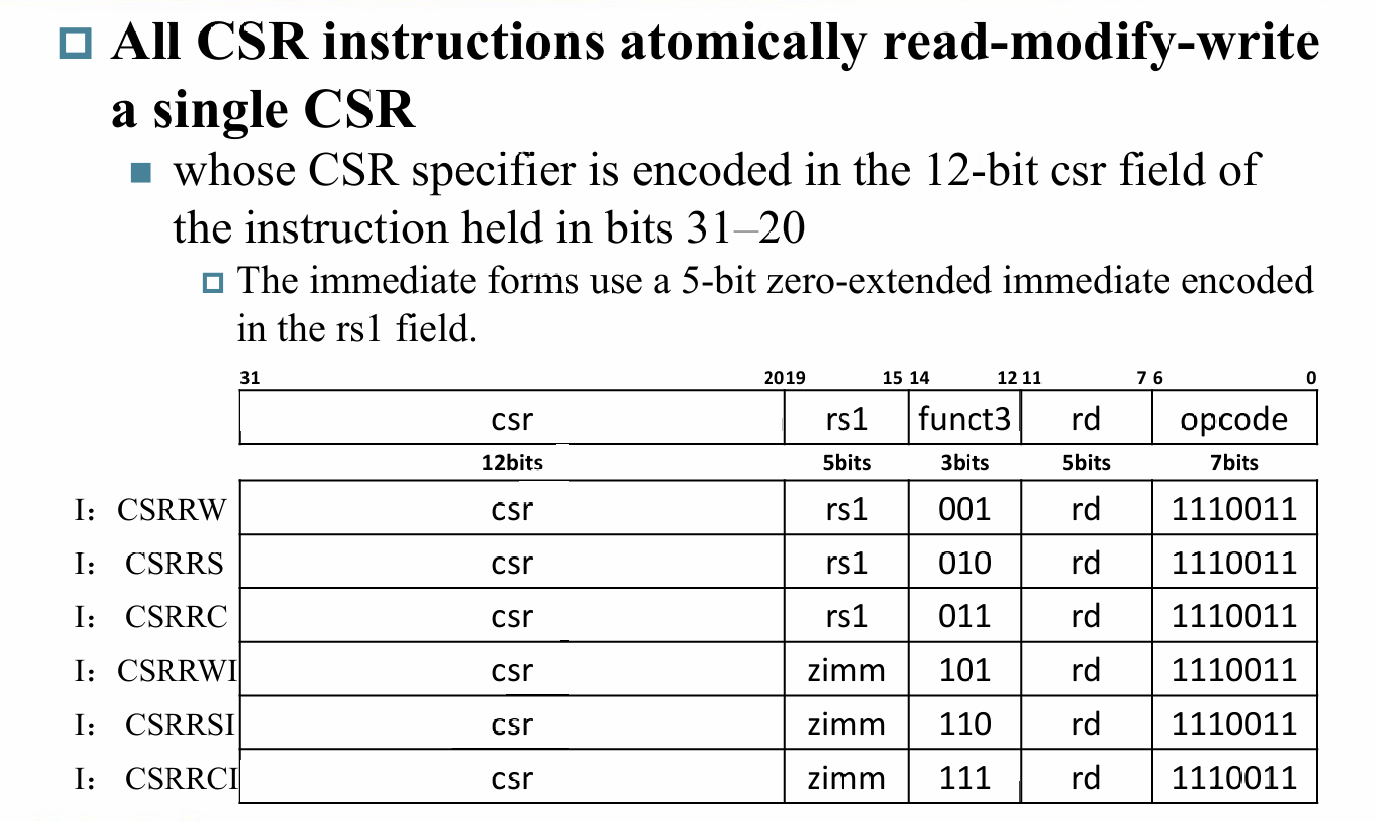 All CSR instructions atomically read-modify-write
a single CSR
whose CSR specifier is encoded in the 12-bit csr field of
the instruction held in bits 31–20
The immediate forms use a 5-bit zero-extended immediate encoded
in the rs1 field.
31 20 19 15 14 12 11 7 6 0
csr rs1 funct3 rd opcode
12bits 5bits 3bits 5bits 7bits
I： CSRRW csr rs1 001 rd 1110011
I： CSRRS csr rs1 010 rd 1110011
I： CSRRC csr rs1 011 rd 1110011
I： CSRRWI csr zimm 101 rd 1110011
I： CSRRSI csr zimm 110 rd 1110011
I： CSRRCI csr zimm 111 rd 1110011